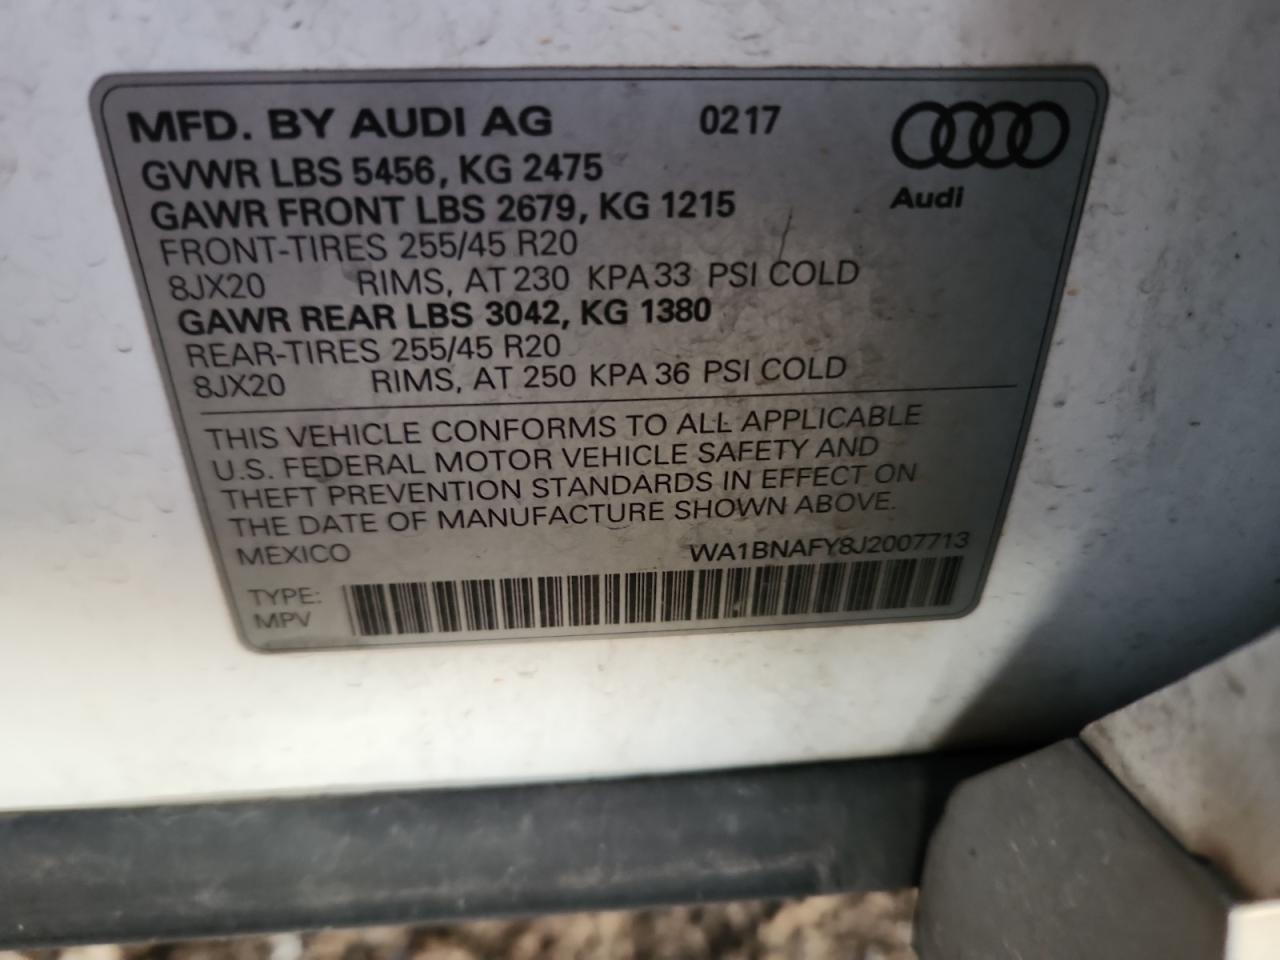 MFD. BY AUDI AG 0217
GVWR LBS 5456, KG 2475
GAWR FRONT LBS 2679, KG 1215
Audi
FRONT-TIRES 255/45 R20
8JX20 RIMS, AT 230 KPA 33 PSI COLD
GAWR REAR LBS 3042, KG 1380
REAR-TIRES 255/45 R20
8JX20 RIMS, AT 250 KPA 36 PSI COLD
THIS VEHICLE CONFORMS TO ALL APPLICABLE
U.S. FEDERAL MOTOR VEHICLE SAFETY AND
THEFT PREVENTION STANDARDS IN EFFECT ON
THE DATE OF MANUFACTURE SHOWN ABOVE.
MEXICO WA1BNAFY8J2007713
TYPE:
MPV